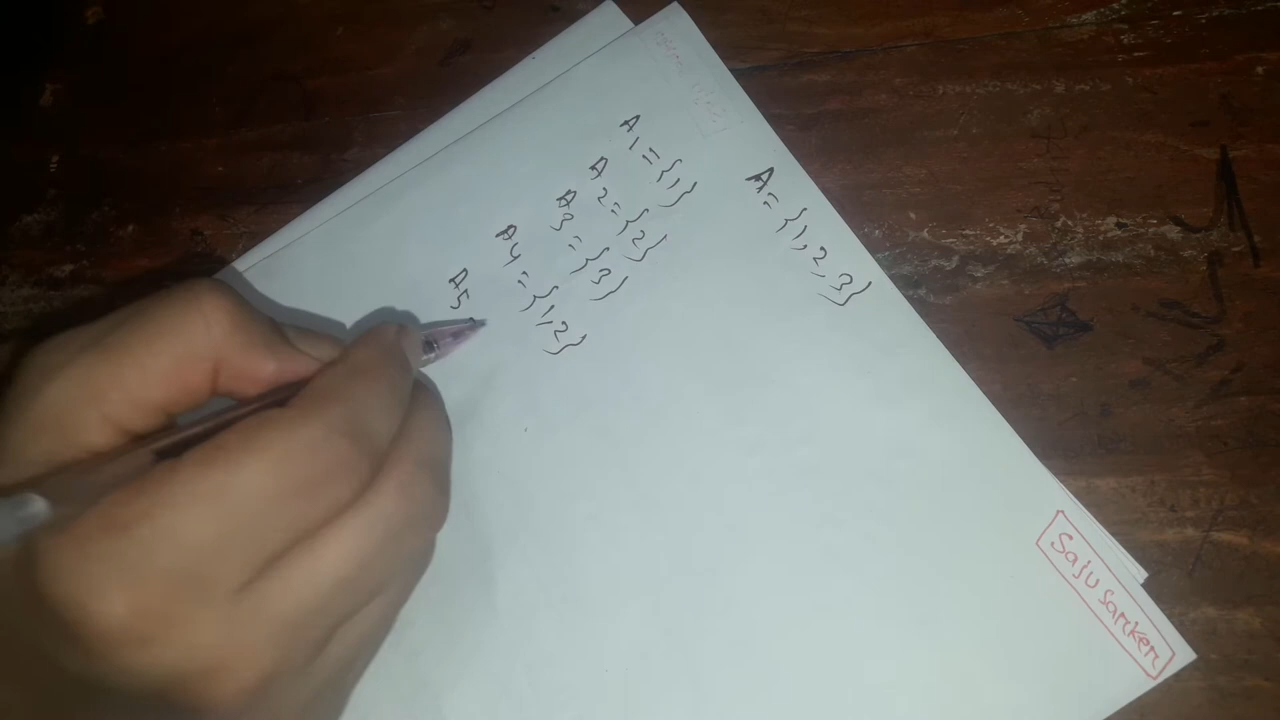 A = {1, 2, 3}
A1 = {1}
A2 = {2}
A3 = {3}
A4 = {1, 2}
A5
Saju sarker